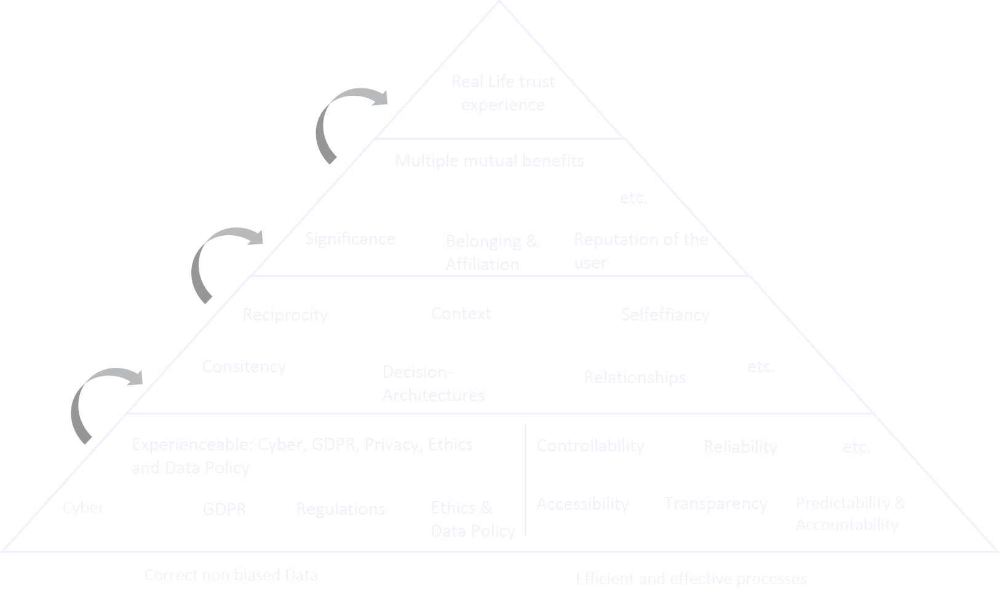 Real Life trust
experience
Multiple mutual benefits
etc.
Significance
Belonging &
Affiliation
Reputation of the
user
Reciprocity
Context
Selfeffiancy
Consitency
Decision-
Architectures
Relationships
etc.
Experienceable: Cyber, GDPR, Privacy, Ethics
and Data Policy
Controllability
Reliability
etc.
Cyber
GDPR
Regulations
Ethics &
Data Policy
Accessibility
Transparency
Predictability &
Accountability
Correct non biased Data
Efficient and effective processes